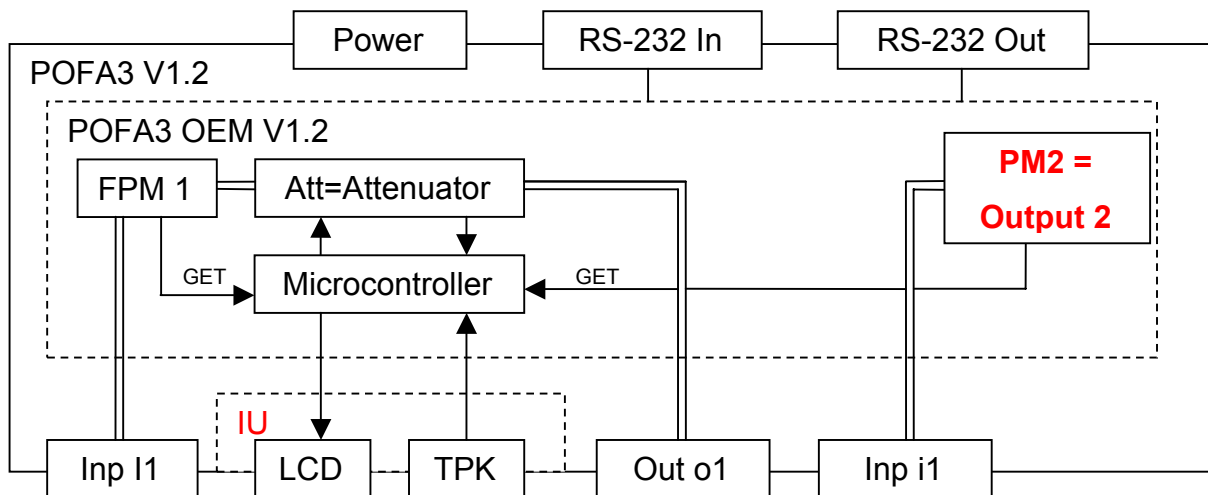 Power
RS-232 In
RS-232 Out
POFA3 V1.2
POFA3 OEM V1.2
FPM 1
Att=Attenuator
PM2 =
Output 2
GET
Microcontroller
GET
IU
Inp I1
LCD
TPK
Out o1
Inp i1